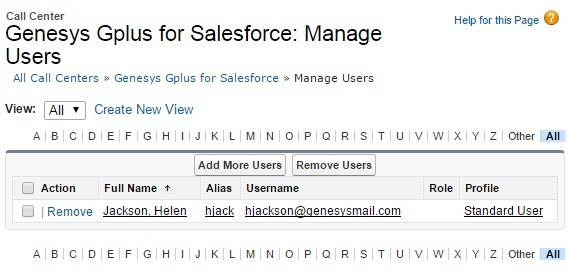 Call Center
Help for this Page ?
Genesys Gplus for Salesforce: Manage
Users
All Call Centers » Genesys Gplus for Salesforce » Manage Users
View: All ▼ Create New View
A | B | C | D | E | F | G | H | I | J | K | L | M | N | O | P | Q | R | S | T | U | V | W | X | Y | Z | Other | All
Add More Users Remove Users
Action Full Name ↑ Alias Username Role Profile
| Remove Jackson, Helen hjack hjackson@genesysmail.com Standard User
A | B | C | D | E | F | G | H | I | J | K | L | M | N | O | P | Q | R | S | T | U | V | W | X | Y | Z | Other | All